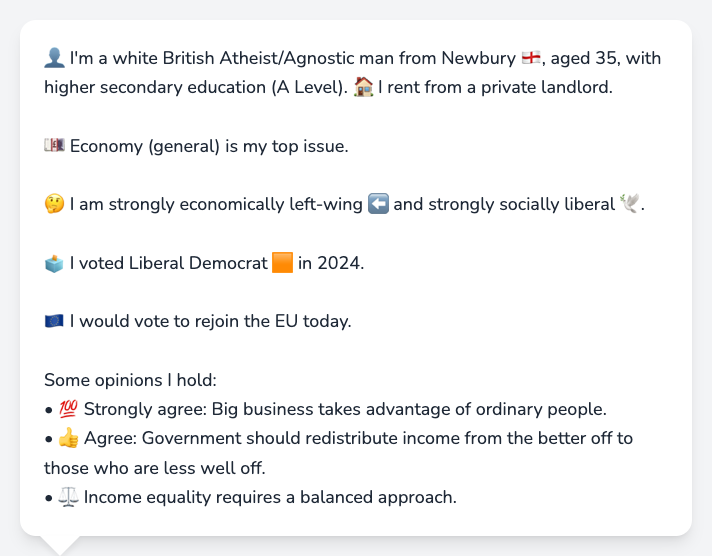 👤 I'm a white British Atheist/Agnostic man from Newbury 🏴󠁧󠁢󠁥󠁮󠁧󠁿, aged 35, with
higher secondary education (A Level). 🏠 I rent from a private landlord.
💷 Economy (general) is my top issue.
🤔 I am strongly economically left-wing ⬅️ and strongly socially liberal 🕊️.
🗳️ I voted Liberal Democrat 🟧 in 2024.
🇪🇺 I would vote to rejoin the EU today.
Some opinions I hold:
• 💯 Strongly agree: Big business takes advantage of ordinary people.
• 👍 Agree: Government should redistribute income from the better off to
those who are less well off.
• ⚖️ Income equality requires a balanced approach.